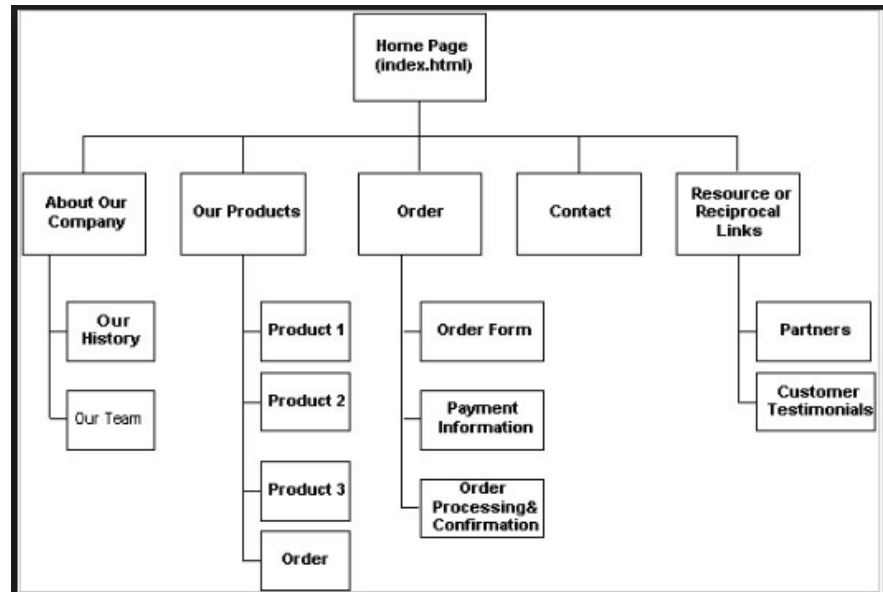 Home Page
(index.html)
About Our
Company
Our Products
Order
Contact
Resource or
Reciprocal
Links
Our
History
Our Team
Product 1
Product 2
Product 3
Order
Order Form
Payment
Information
Order
Processing&
Confirmation
Partners
Customer
Testimonials